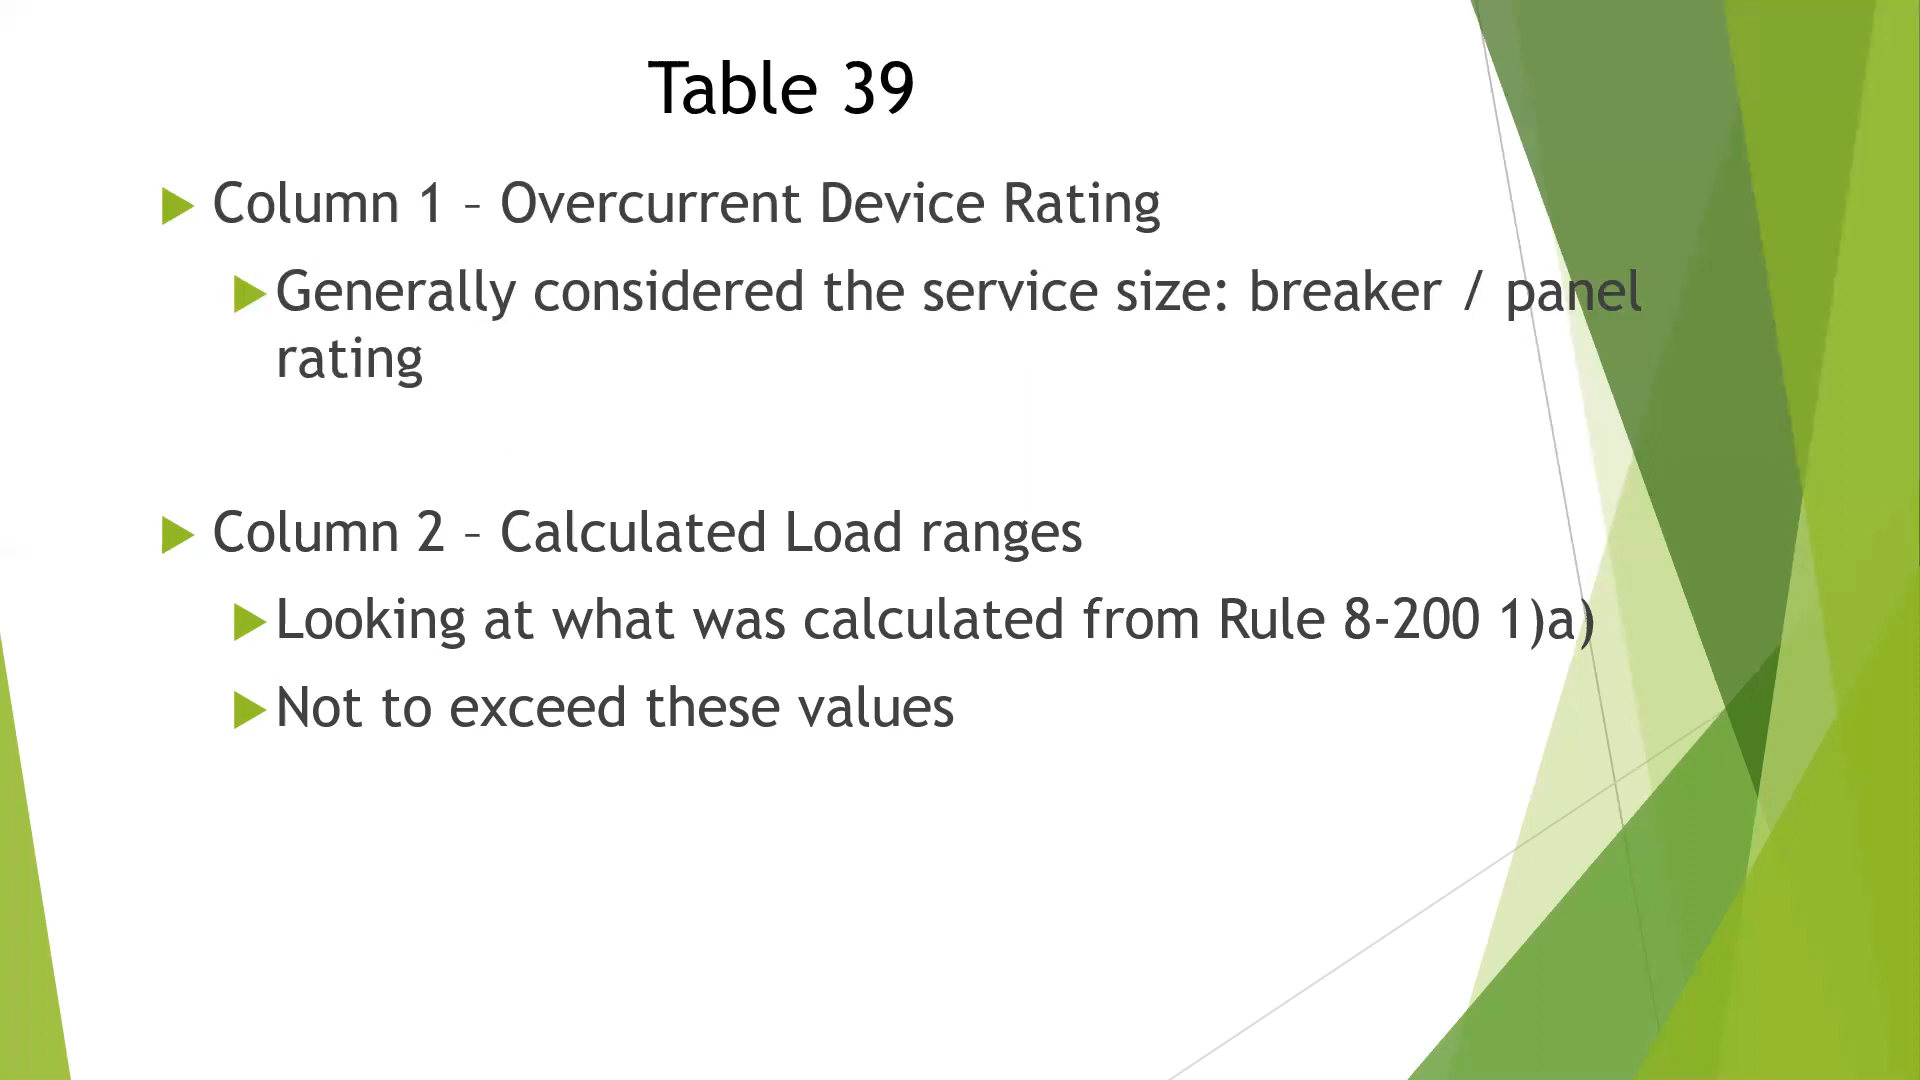 Table 39
Column 1 – Overcurrent Device Rating
Generally considered the service size: breaker / panel
rating
Column 2 – Calculated Load ranges
Looking at what was calculated from Rule 8-200 1)a)
Not to exceed these values